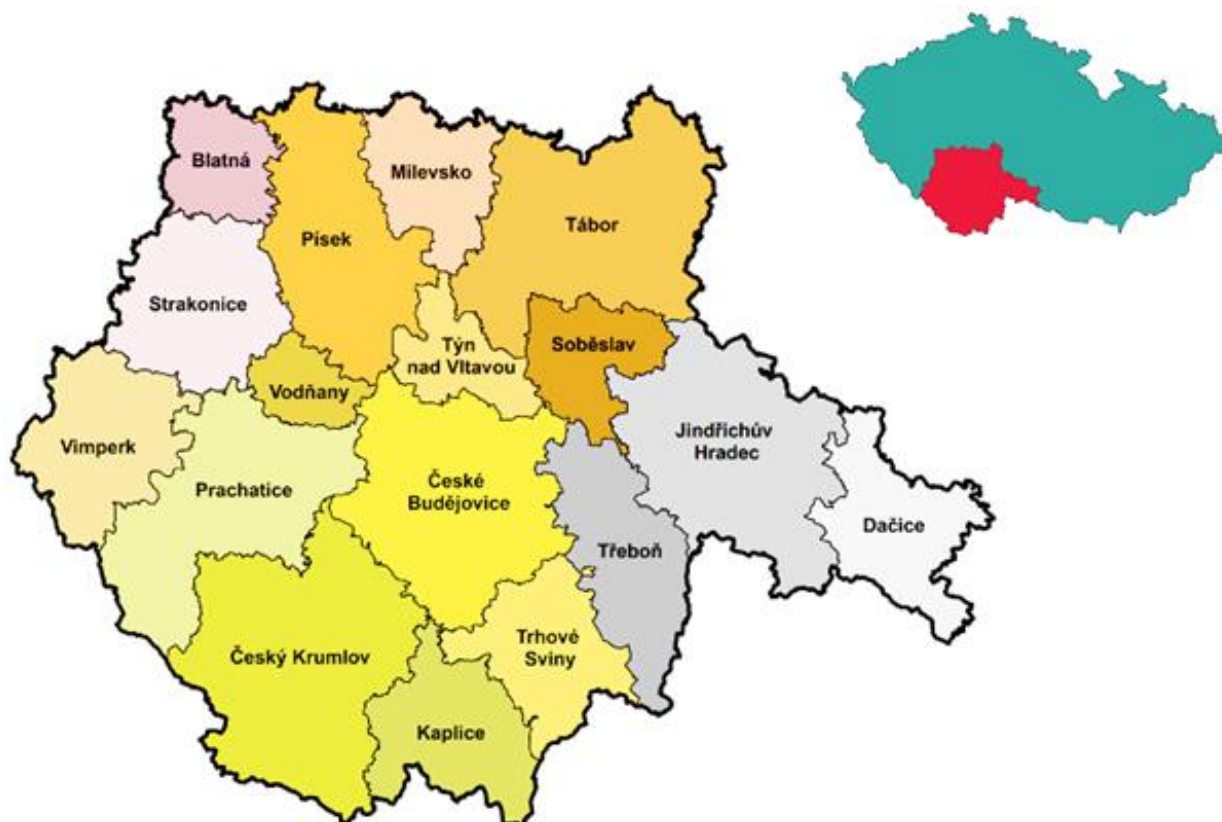 Blatná
Milevsko
Písek
Tábor
Strakonice
Týn
nad Vltavou
Soběslav
Vodňany
Vimperk
Jindřichův
Hradec
Prachatice
České
Budějovice
Dačice
Třeboň
Trhové
Sviny
Český Krumlov
Kaplice